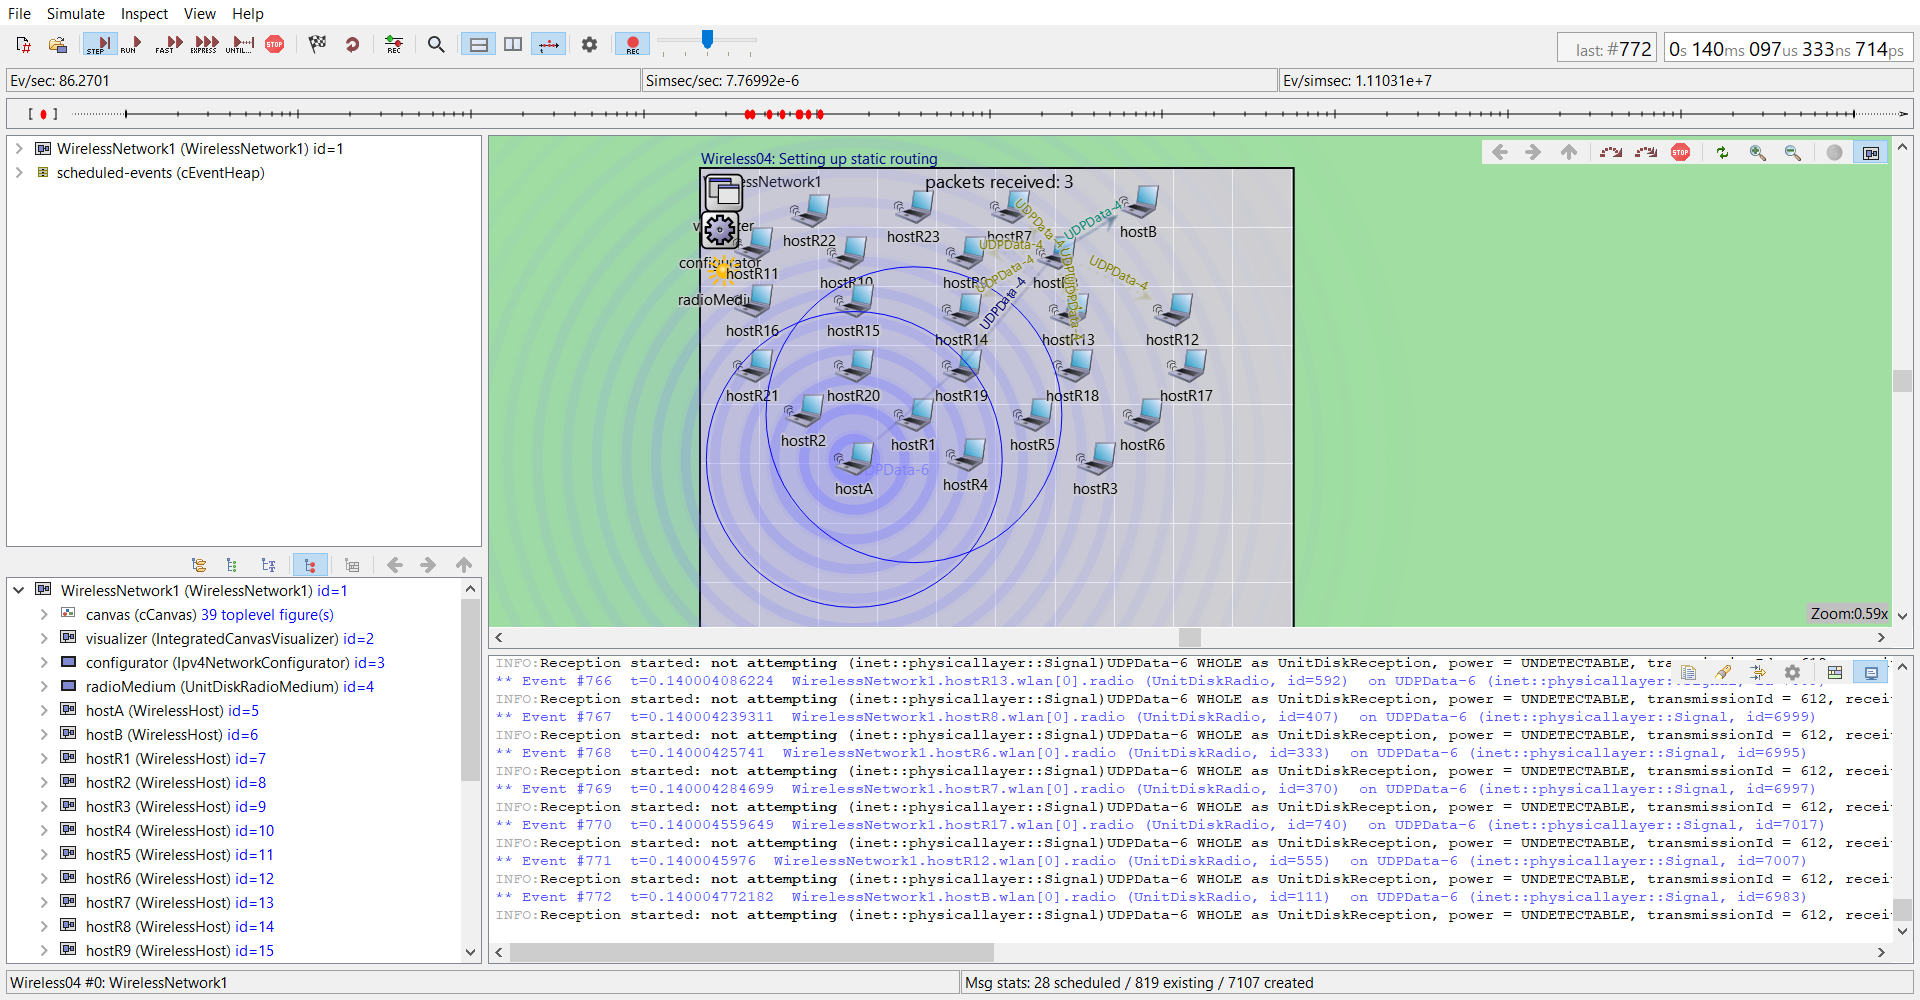 File Simulate Inspect View Help
STEP RUN FAST EXPRESS UNTIL... STOP REC REC
last: #772 0s 140ms 097us 333ns 714ps
Ev/sec: 86.2701 Simsec/sec: 7.76992e-6 Ev/simsec: 1.11031e+7
WirelessNetwork1 (WirelessNetwork1) id=1
scheduled-events (cEventHeap)
WirelessNetwork1 (WirelessNetwork1) id=1
canvas (cCanvas) 39 toplevel figure(s)
visualizer (IntegratedCanvasVisualizer) id=2
configurator (Ipv4NetworkConfigurator) id=3
radioMedium (UnitDiskRadioMedium) id=4
hostA (WirelessHost) id=5
hostB (WirelessHost) id=6
hostR1 (WirelessHost) id=7
hostR2 (WirelessHost) id=8
hostR3 (WirelessHost) id=9
hostR4 (WirelessHost) id=10
hostR5 (WirelessHost) id=11
hostR6 (WirelessHost) id=12
hostR7 (WirelessHost) id=13
hostR8 (WirelessHost) id=14
hostR9 (WirelessHost) id=15
Wireless04: Setting up static routing
STOP
packets received: 3
hostR22 hostR23 hostR7 hostB
UDPData-4 UDPData-4 UDPData-4
configurator
hostR11 hostR10
UDPData-4 UDPData-4 UDPData-4
hostR16 hostR15 hostR14 hostR13 hostR12
hostR21 hostR20 hostR19 hostR18 hostR17
hostR2 hostR1 hostR5 hostR6
hostA hostR4 hostR3
Zoom:0.59x
INFO:Reception started: not attempting (inet::physicallayer::Signal)UDPData-6 WHOLE as UnitDiskReception, power = UNDETECTABLE, transmissionId = 612, recei
** Event #766 t=0.140004086224 WirelessNetwork1.hostR13.wlan[0].radio (UnitDiskRadio, id=592) on UDPData-6 (inet::physicallayer::Signal,
INFO:Reception started: not attempting (inet::physicallayer::Signal)UDPData-6 WHOLE as UnitDiskReception, power = UNDETECTABLE, transmissionId = 612, recei
** Event #767 t=0.140004239311 WirelessNetwork1.hostR8.wlan[0].radio (UnitDiskRadio, id=407) on UDPData-6 (inet::physicallayer::Signal, id=6999)
INFO:Reception started: not attempting (inet::physicallayer::Signal)UDPData-6 WHOLE as UnitDiskReception, power = UNDETECTABLE, transmissionId = 612, recei
** Event #768 t=0.14000425741 WirelessNetwork1.hostR6.wlan[0].radio (UnitDiskRadio, id=333) on UDPData-6 (inet::physicallayer::Signal, id=6995)
INFO:Reception started: not attempting (inet::physicallayer::Signal)UDPData-6 WHOLE as UnitDiskReception, power = UNDETECTABLE, transmissionId = 612, recei
** Event #769 t=0.140004284699 WirelessNetwork1.hostR7.wlan[0].radio (UnitDiskRadio, id=370) on UDPData-6 (inet::physicallayer::Signal, id=6997)
INFO:Reception started: not attempting (inet::physicallayer::Signal)UDPData-6 WHOLE as UnitDiskReception, power = UNDETECTABLE, transmissionId = 612, recei
** Event #770 t=0.140004559649 WirelessNetwork1.hostR17.wlan[0].radio (UnitDiskRadio, id=740) on UDPData-6 (inet::physicallayer::Signal, id=7017)
INFO:Reception started: not attempting (inet::physicallayer::Signal)UDPData-6 WHOLE as UnitDiskReception, power = UNDETECTABLE, transmissionId = 612, recei
** Event #771 t=0.1400045976 WirelessNetwork1.hostR12.wlan[0].radio (UnitDiskRadio, id=555) on UDPData-6 (inet::physicallayer::Signal, id=7007)
INFO:Reception started: not attempting (inet::physicallayer::Signal)UDPData-6 WHOLE as UnitDiskReception, power = UNDETECTABLE, transmissionId = 612, recei
** Event #772 t=0.140004772182 WirelessNetwork1.hostB.wlan[0].radio (UnitDiskRadio, id=111) on UDPData-6 (inet::physicallayer::Signal, id=6983)
INFO:Reception started: not attempting (inet::physicallayer::Signal)UDPData-6 WHOLE as UnitDiskReception, power = UNDETECTABLE, transmissionId = 612, recei
Wireless04 #0: WirelessNetwork1 Msg stats: 28 scheduled / 819 existing / 7107 created